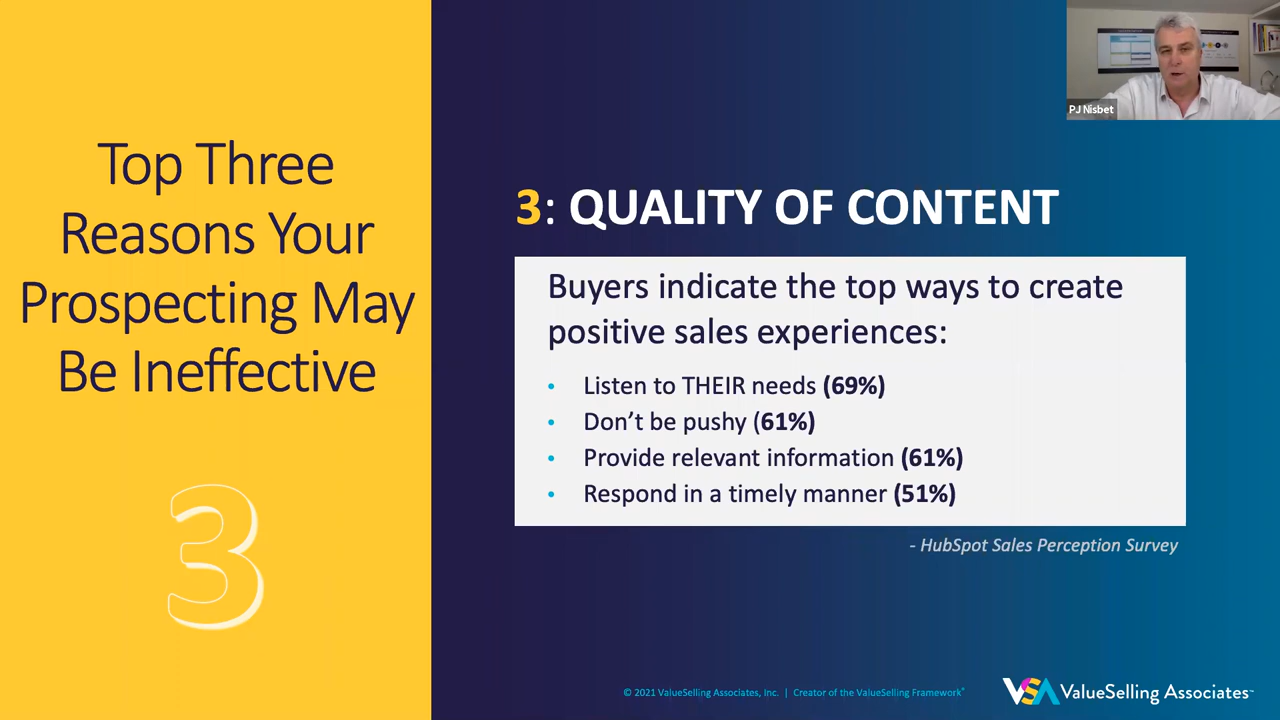 Top Three
Reasons Your
Prospecting May
Be Ineffective
3
PJ Nisbet
3: QUALITY OF CONTENT
Buyers indicate the top ways to create
positive sales experiences:
• Listen to THEIR needs (69%)
• Don’t be pushy (61%)
• Provide relevant information (61%)
• Respond in a timely manner (51%)
- HubSpot Sales Perception Survey
© 2021 ValueSelling Associates, Inc. | Creator of the ValueSelling Framework®
VSA ValueSelling Associates™